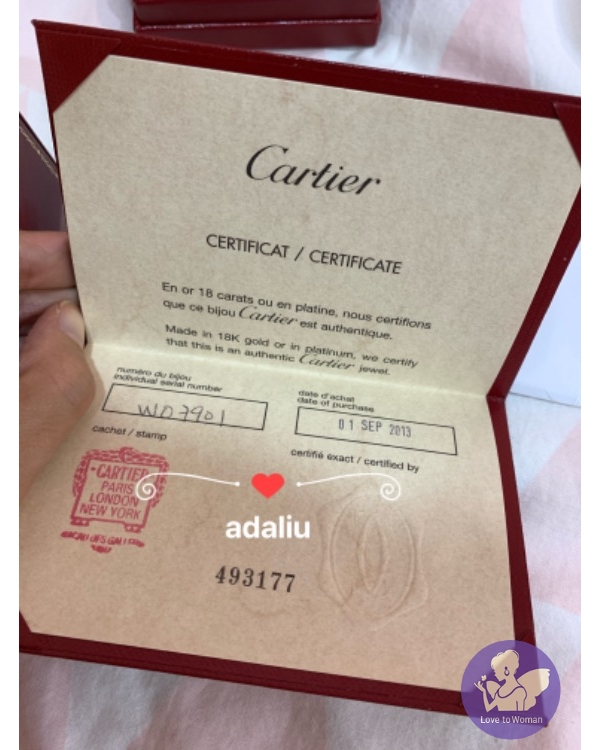 Cartier
CERTIFICAT / CERTIFICATE
En or 18 carats ou en platine, nous certifions
que ce bijou Cartier est authentique.
Made in 18K gold or in platinum, we certify
that this is an authentic Cartier jewel.
numéro du bijou
individual serial number
date d'achat
date of purchase
WD7901
01 SEP 2013
cachet / stamp
certifié exact / certified by
CARTIER
PARIS
LONDON
NEW YORK
adaliu
493177
Love to Woman